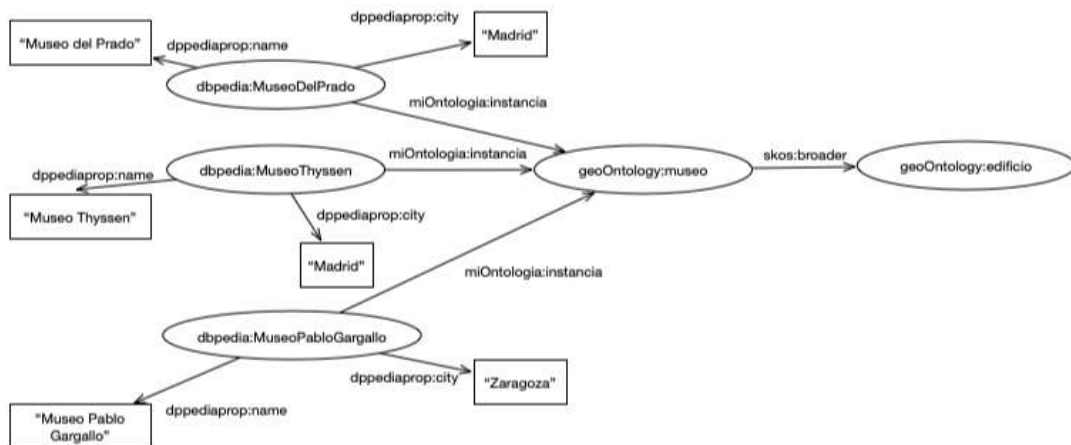 dppediaprop:city
"Museo del Prado"
dppediaprop:name
"Madrid"
dbpedia:MuseoDelPrado
miOntologia:instancia
dbpedia:MuseoThyssen
miOntologia:instancia
geoOntology:museo
skos:broader
geoOntology:edificio
dppediaprop:name
"Museo Thyssen"
dppediaprop:city
"Madrid"
miOntologia:instancia
dbpedia:MuseoPabloGargallo
dppediaprop:city
"Zaragoza"
dppediaprop:name
"Museo Pablo
Gargallo"